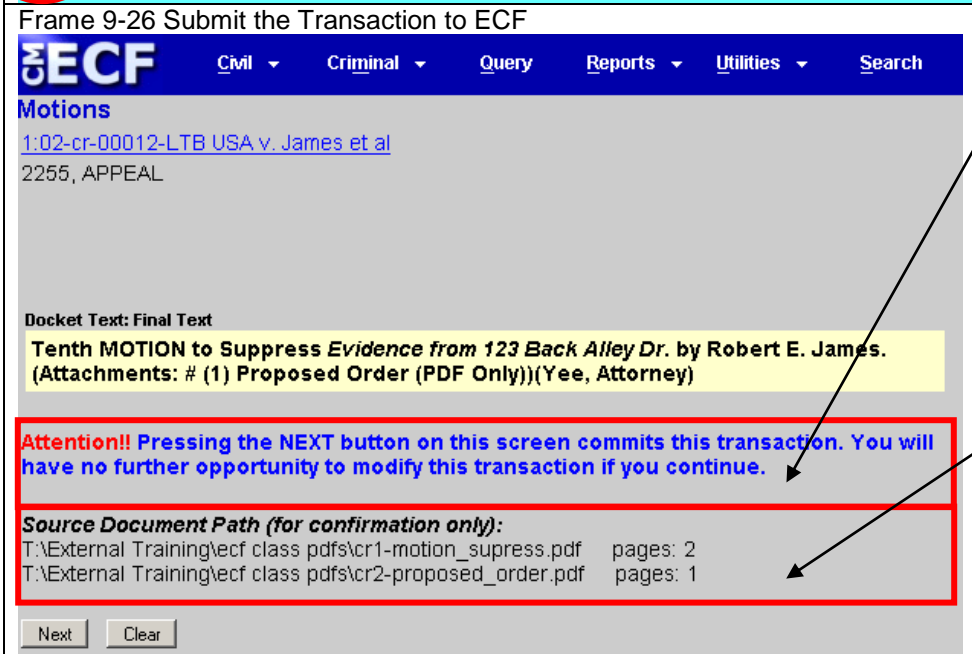 Frame 9-26 Submit the Transaction to ECF
CM ECF Civil Criminal Query Reports Utilities Search
Motions
1:02-cr-00012-LTB USA v. James et al
2255, APPEAL
Docket Text: Final Text
Tenth MOTION to Suppress Evidence from 123 Back Alley Dr. by Robert E. James.
(Attachments: # (1) Proposed Order (PDF Only))(Yee, Attorney)
Attention!! Pressing the NEXT button on this screen commits this transaction. You will
have no further opportunity to modify this transaction if you continue.
Source Document Path (for confirmation only):
T:\External Training\ecf class pdfs\cr1-motion_supress.pdf pages: 2
T:\External Training\ecf class pdfs\cr2-proposed_order.pdf pages: 1
Next Clear